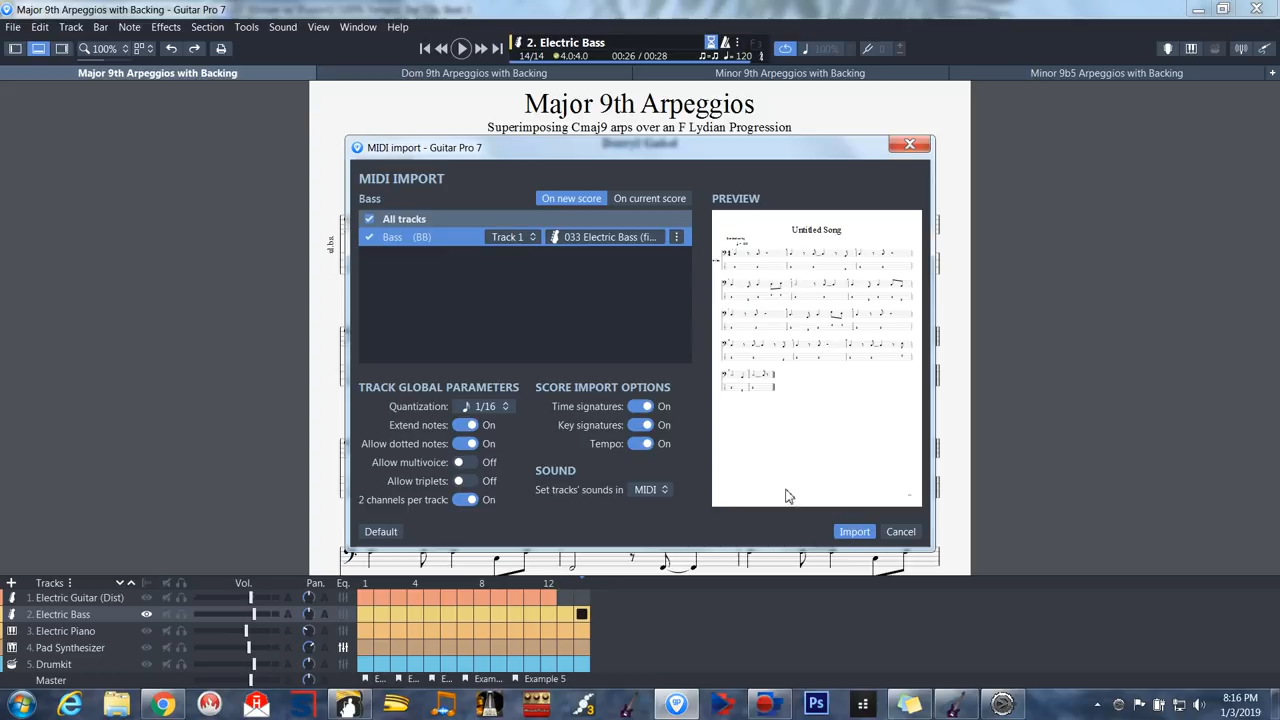 Major 9th Arpeggios with Backing - Guitar Pro 7
File Edit Track Bar Note Effects Section Tools Sound View Window Help
100%
2. Electric Bass
14/14 4.0:4.0 00:26 / 00:28 = 120
100% 0
Major 9th Arpeggios with Backing Dom 9th Arpeggios with Backing Minor 9th Arpeggios with Backing Minor 9b5 Arpeggios with Backing
Major 9th Arpeggios
Superimposing Cmaj9 arps over an F Lydian Progression
MIDI import - Guitar Pro 7
MIDI IMPORT
Bass On new score On current score PREVIEW
All tracks
Bass (BB) Track 1 033 Electric Bass (fi...
Untitled Song
d.bs.
TRACK GLOBAL PARAMETERS SCORE IMPORT OPTIONS
Quantization: 1/16 Time signatures: On
Extend notes: On Key signatures: On
Allow dotted notes: On Tempo: On
Allow multivoice: Off
SOUND
Allow triplets: Off
Set tracks' sounds in MIDI
2 channels per track: On
Default Import Cancel
Tracks Vol. Pan. Eq. 1 4 8 12
1. Electric Guitar (Dist)
2. Electric Bass
3. Electric Piano
4. Pad Synthesizer
5. Drumkit
Master E... E... E... Exam... Example 5
8:16 PM
1/3/2019